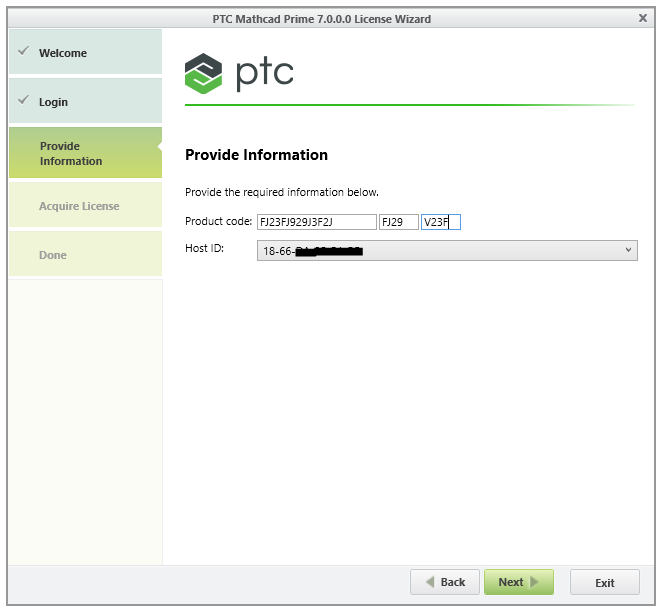 PTC Mathcad Prime 7.0.0.0 License Wizard
Welcome
Login
Provide
Information
Acquire License
Done
ptc
Provide Information
Provide the required information below.
Product code: FJ23FJ929J3F2J FJ29 V23F
Host ID: 18-66-
Back Next Exit